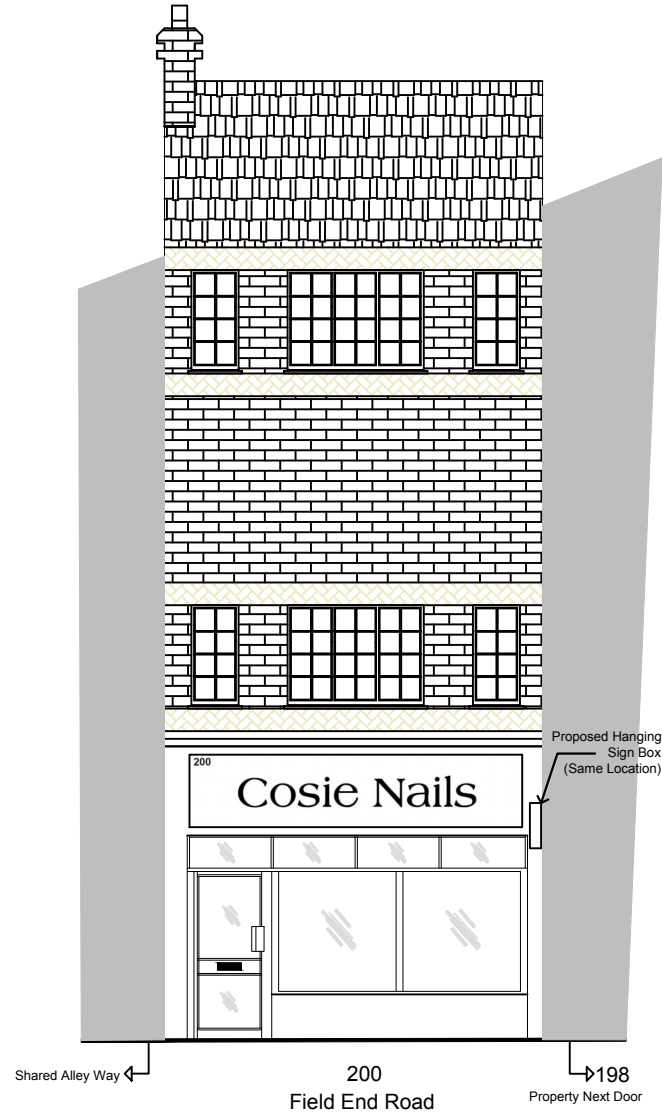 Proposed Hanging
Sign Box
(Same Location)
200
Cosie Nails
Shared Alley Way
200
Field End Road
198
Property Next Door